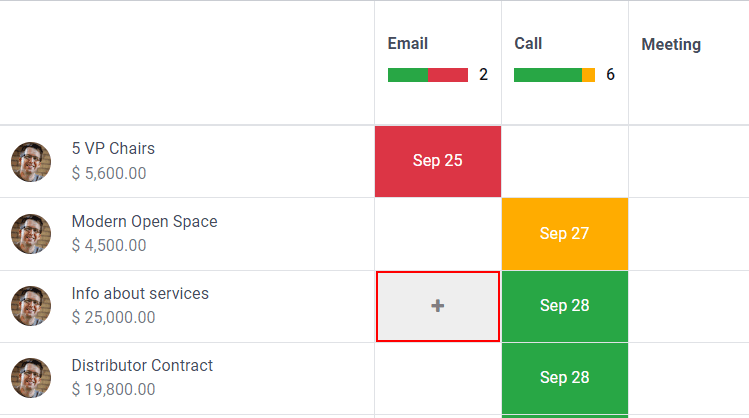 Email
Call
Meeting
2
6
5 VP Chairs
$ 5,600.00
Sep 25
Modern Open Space
$ 4,500.00
Sep 27
Info about services
$ 25,000.00
+
Sep 28
Distributor Contract
$ 19,800.00
Sep 28